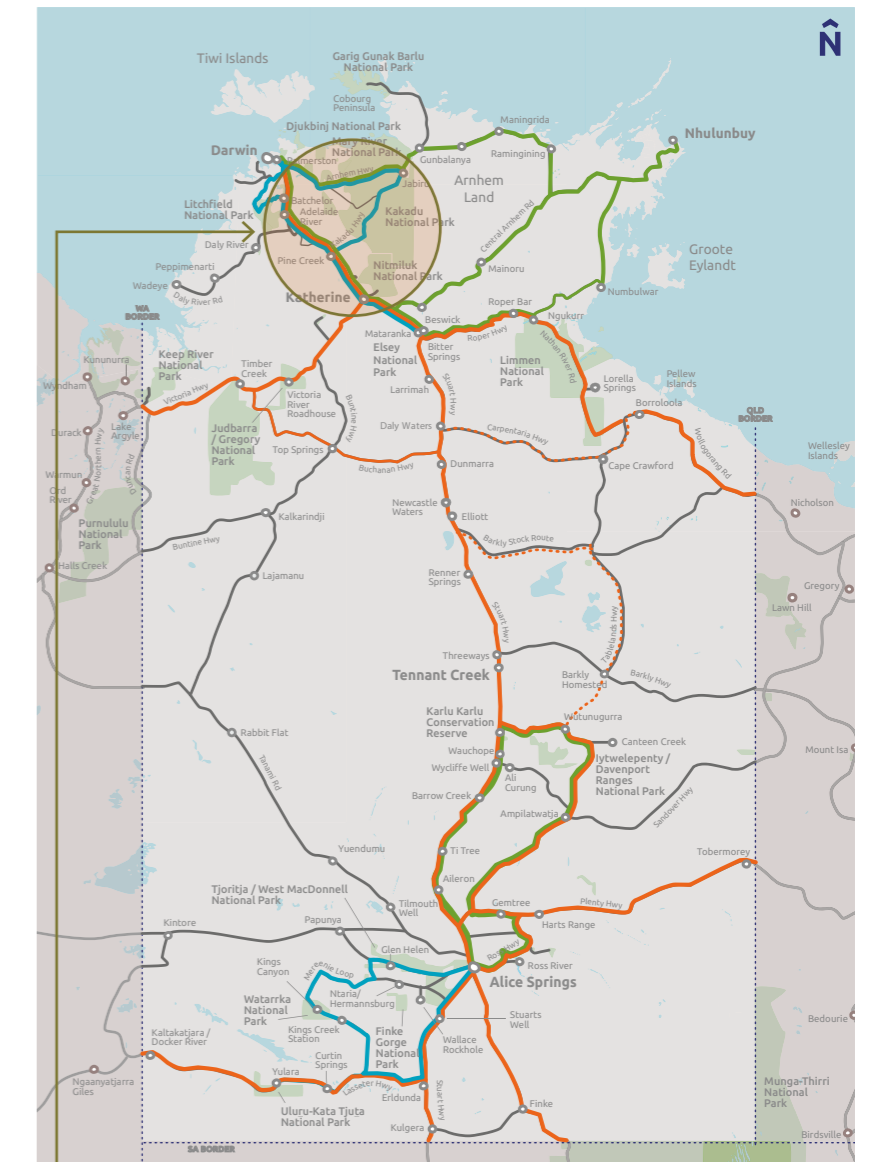 N
Tiwi Islands
Garig Gunak Barlu
National Park
Cobourg
Peninsula
Djukbinj National Park
Mary River
National Park
Maningrida
Nhulunbuy
Darwin
Palmerston
Gunbalanya
Ramingining
Arnhem Hwy
Jabiru
Arnhem
Land
Litchfield
National Park
Batchelor
Adelaide
River
Kakadu
National Park
Kakadu Hwy
Central Arnhem Rd
Daly River
Pine Creek
Peppimenarti
Nitmiluk
National Park
Mainoru
Groote
Eylandt
Wadeye
Daly River Rd
Katherine
Numbulwar
WA
BORDER
Beswick
Roper Bar
Ngukurr
Mataranka
Bitter
Springs
Roper Hwy
Elsey
National
Park
Nathan River Rd
Limmen
National
Park
Kununurra
Keep River
National
Park
Timber
Creek
Pellew
Islands
Lorella
Springs
Wyndham
Victoria Hwy
Victoria
River
Roadhouse
Larrimah
Stuart Hwy
Borroloola
QLD
BORDER
Lake
Argyle
Durack
Great Northern Hwy
Duncan Rd
Judbarra
/ Gregory
National
Park
Buntine Hwy
Daly Waters
Carpentaria Hwy
Wollogorang Rd
Wellesley
Islands
Top Springs
Buchanan Hwy
Dunmarra
Cape Crawford
Warmun
Ord
River
Purnululu
National
Park
Newcastle
Waters
Elliott
Nicholson
Kalkarindji
Buntine Hwy
Barkly Stock Route
Halls Creek
Lajamanu
Renner
Springs
Stuart Hwy
Tablelands Hwy
Gregory
Lawn Hill
Threeways
Tennant Creek
Barkly
Homested
Barkly Hwy
Karlu Karlu
Conservation
Reserve
Wutunugurra
Rabbit Flat
Wauchope
Wycliffe Well
Canteen Creek
Mount Isa
Ali
Curung
Iytwelepenty /
Davenport
Ranges
National Park
Tanami Rd
Barrow Creek
Ampilatwatja
Sandover Hwy
Yuendumu
Ti Tree
Tobermorey
Aileron
Tjoritja / West MacDonnell
National Park
Tilmouth
Well
Gemtree
Plenty Hwy
Kintore
Papunya
Harts Range
Glen Helen
Ross Hwy
Ross River
Kings
Canyon
Mereenie Loop
Alice Springs
Ntaria/
Hermannsburg
Watarrka
National
Park
Kings Creek
Station
Finke
Gorge
National
Park
Wallace
Rockhole
Stuarts
Well
Bedourie
Kaltakatjara /
Docker River
Curtin
Springs
Yulara
Lasseter Hwy
Erldunda
Stuart Hwy
Ngaanyatjarra
Giles
Uluru-Kata Tjuta
National Park
Finke
Munga-Thirri
National
Park
Kulgera
Birdsville
SA BORDER